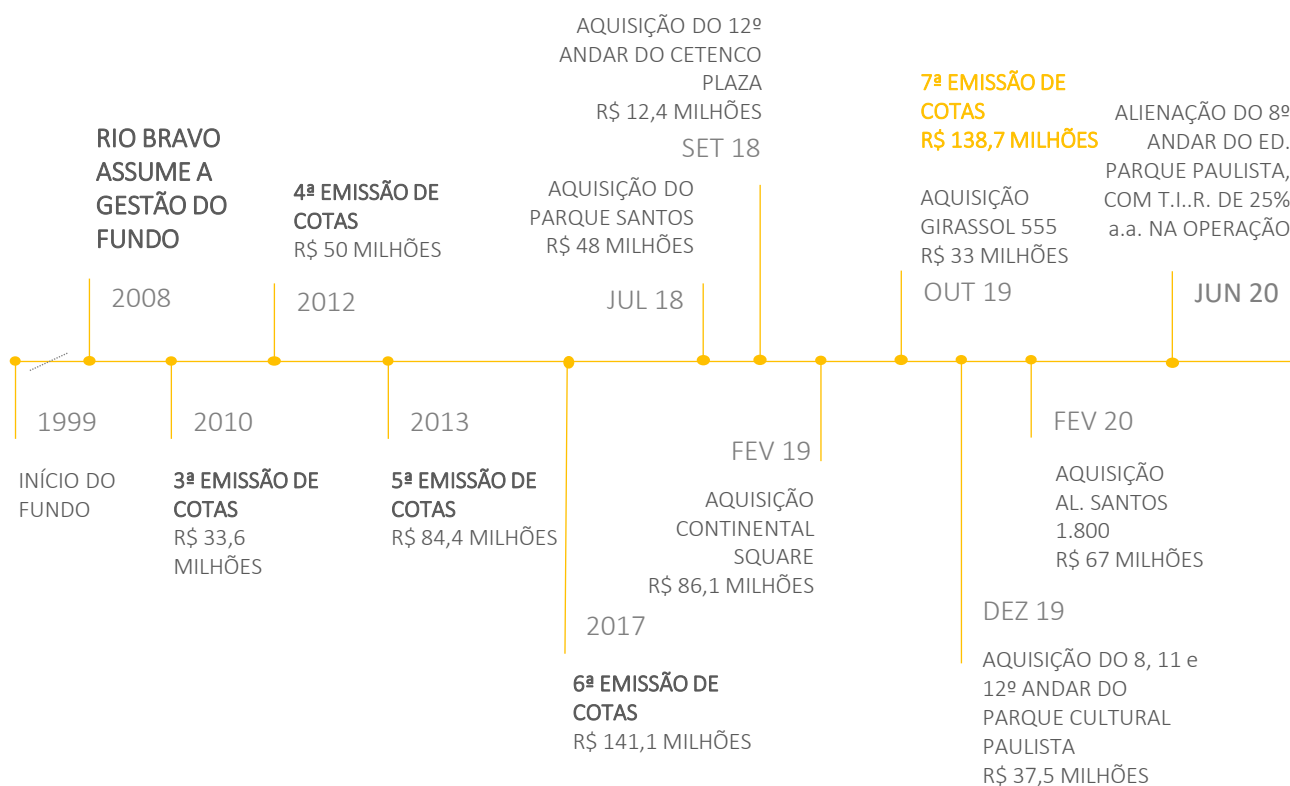 1999
INÍCIO DO
FUNDO
RIO BRAVO
ASSUME A
GESTÃO DO
FUNDO
2008
2010
3ª EMISSÃO DE
COTAS
R$ 33,6
MILHÕES
4ª EMISSÃO DE
COTAS
R$ 50 MILHÕES
2012
2013
5ª EMISSÃO DE
COTAS
R$ 84,4 MILHÕES
2017
6ª EMISSÃO DE
COTAS
R$ 141,1 MILHÕES
AQUISIÇÃO DO
PARQUE SANTOS
R$ 48 MILHÕES
JUL 18
AQUISIÇÃO DO 12º
ANDAR DO CETENCO
PLAZA
R$ 12,4 MILHÕES
SET 18
FEV 19
AQUISIÇÃO
CONTINENTAL
SQUARE
R$ 86,1 MILHÕES
7ª EMISSÃO DE
COTAS
R$ 138,7 MILHÕES
AQUISIÇÃO
GIRASSOL 555
R$ 33 MILHÕES
OUT 19
DEZ 19
AQUISIÇÃO DO 8, 11 e
12º ANDAR DO
PARQUE CULTURAL
PAULISTA
R$ 37,5 MILHÕES
FEV 20
AQUISIÇÃO
AL. SANTOS
1.800
R$ 67 MILHÕES
ALIENAÇÃO DO 8º
ANDAR DO ED.
PARQUE PAULISTA,
COM T.I..R. DE 25%
a.a. NA OPERAÇÃO
JUN 20